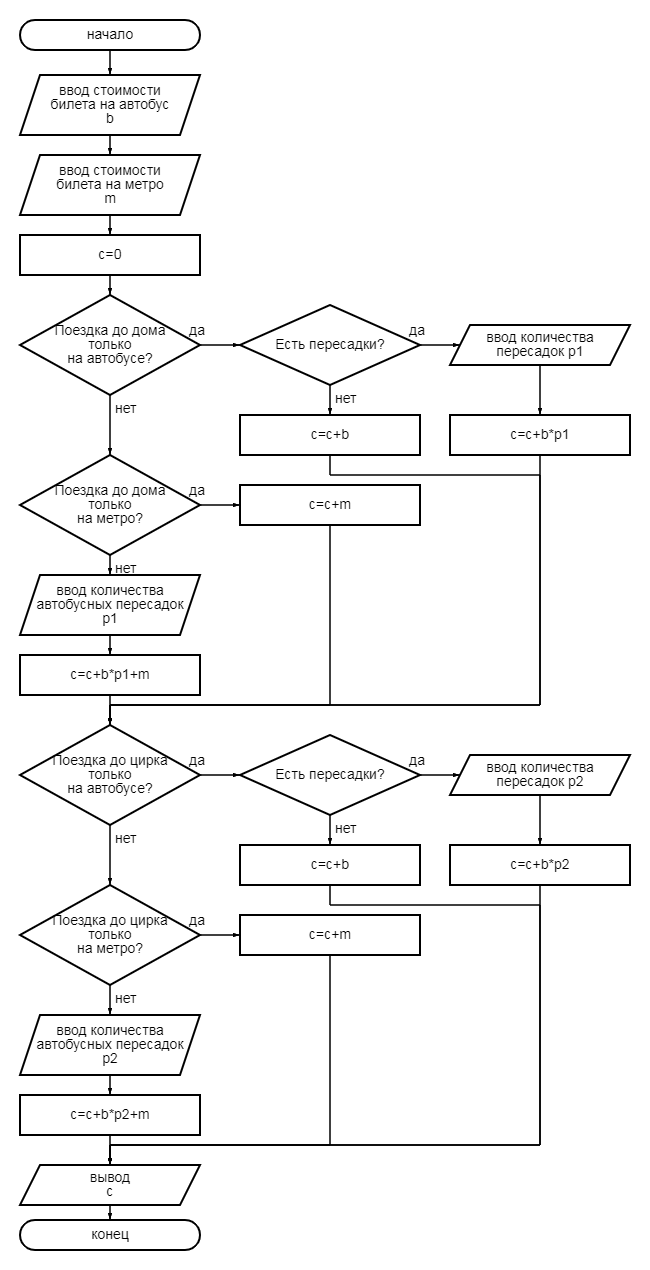 начало
ввод стоимости
билета на автобус
b
ввод стоимости
билета на метро
m
c=0
Поездка до дома
только
на автобусе?
да
Есть пересадки?
да
ввод количества
пересадок p1
нет
нет
c=c+b
c=c+b*p1
Поездка до дома
только
на метро?
да
c=c+m
нет
ввод количества
автобусных пересадок
p1
c=c+b*p1+m
Поездка до цирка
только
на автобусе?
да
Есть пересадки?
да
ввод количества
пересадок p2
нет
нет
c=c+b
c=c+b*p2
Поездка до цирка
только
на метро?
да
c=c+m
нет
ввод количества
автобусных пересадок
p2
c=c+b*p2+m
вывод
c
конец